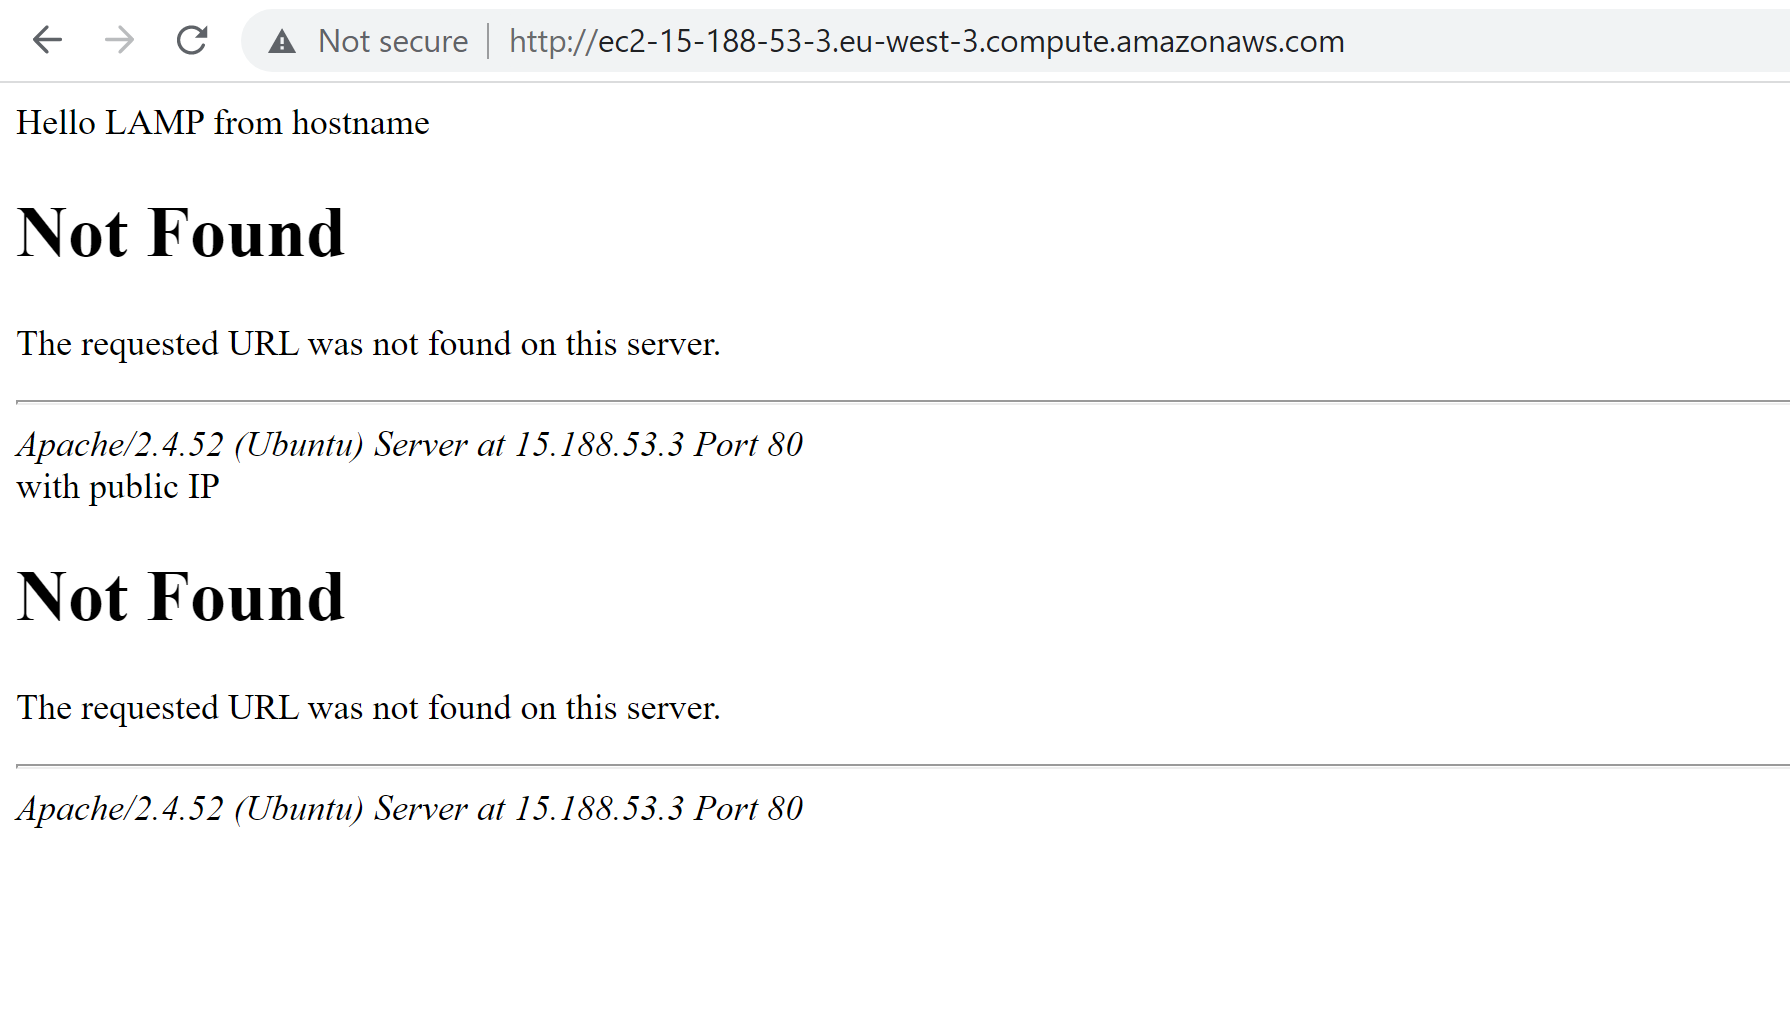 Not secure | http://ec2-15-188-53-3.eu-west-3.compute.amazonaws.com
Hello LAMP from hostname
Not Found
The requested URL was not found on this server.
Apache/2.4.52 (Ubuntu) Server at 15.188.53.3 Port 80
with public IP
Not Found
The requested URL was not found on this server.
Apache/2.4.52 (Ubuntu) Server at 15.188.53.3 Port 80